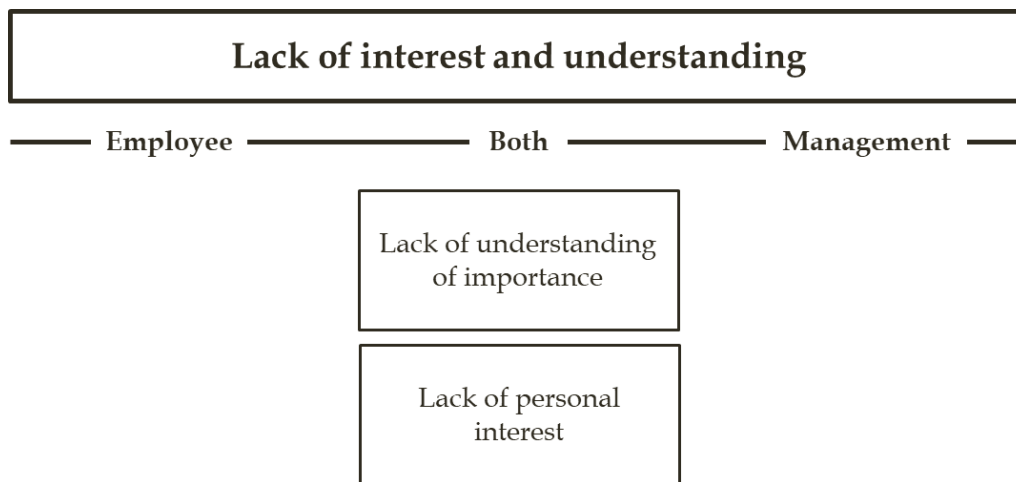 Lack of interest and understanding
Employee Both Management
Lack of understanding
of importance
Lack of personal
interest